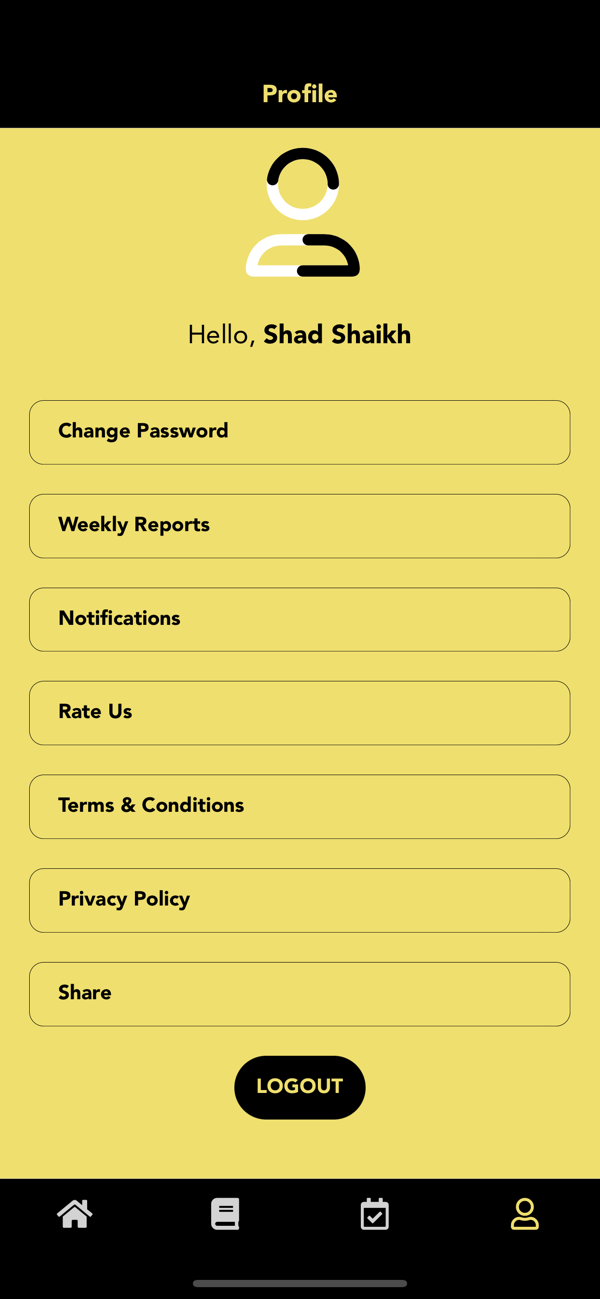 Profile
Hello, Shad Shaikh
Change Password
Weekly Reports
Notifications
Rate Us
Terms & Conditions
Privacy Policy
Share
LOGOUT